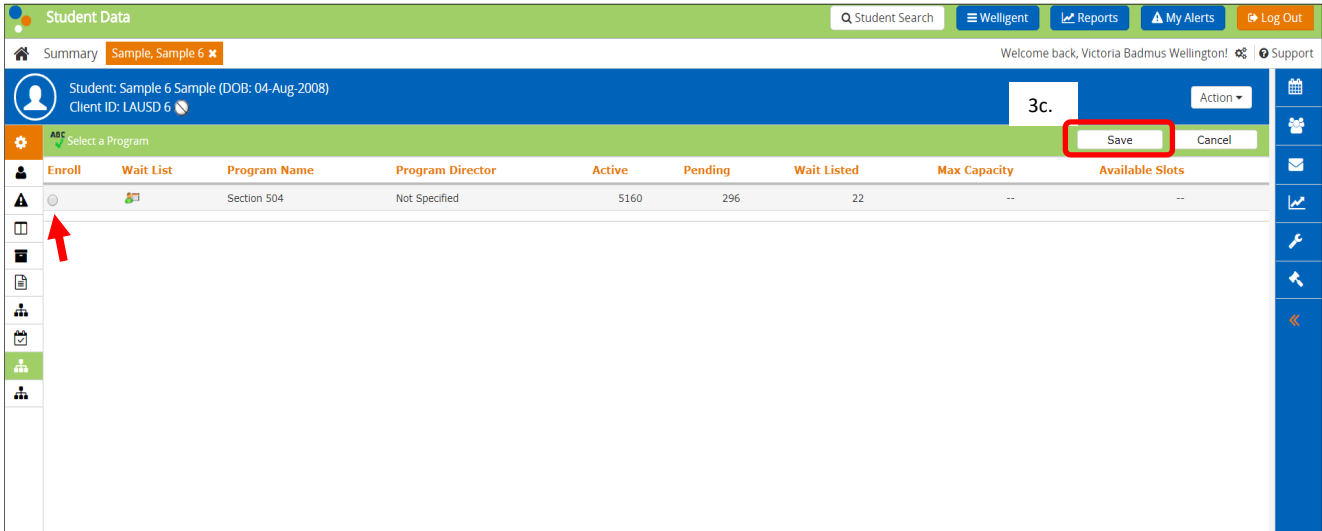 Student Data
Student Search
Welligent
Reports
My Alerts
Log Out
Summary
Sample, Sample 6
Welcome back, Victoria Badmus Wellington!
Support
Student: Sample 6 Sample (DOB: 04-Aug-2008)
Client ID: LAUSD 6
3c.
Action
ABC
Select a Program
Save
Cancel
Enroll Wait List Program Name Program Director Active Pending Wait Listed Max Capacity Available Slots
Section 504 Not Specified 5160 296 22 -- --